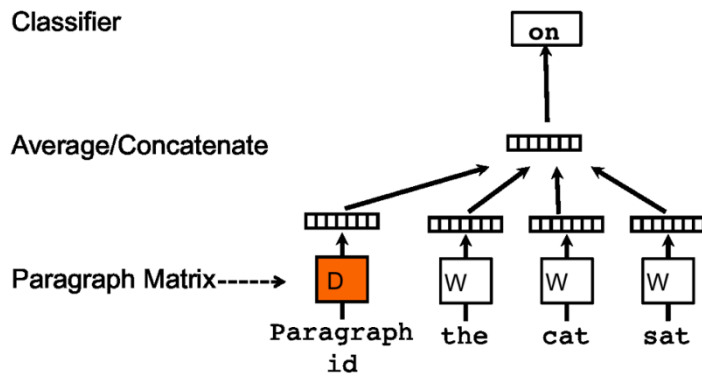 Classifier
on
Average/Concatenate
Paragraph Matrix
D
W
W
W
Paragraph
id
the
cat
sat